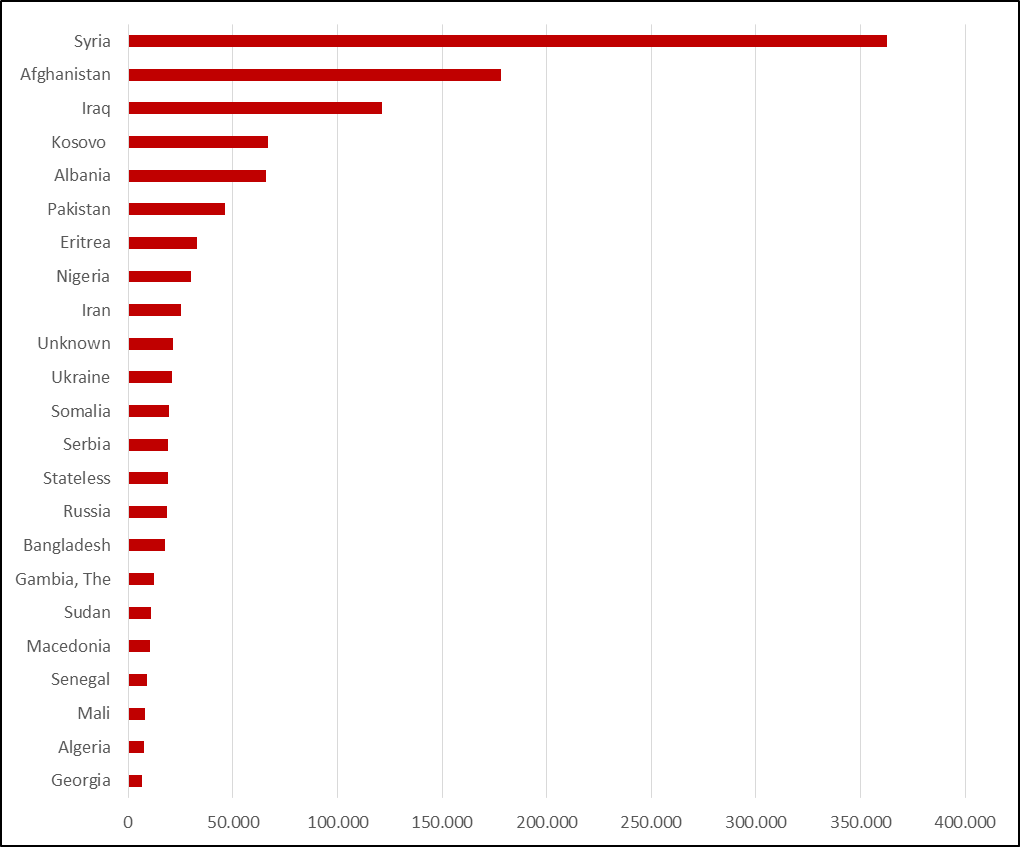 Syria
Afghanistan
Iraq
Kosovo
Albania
Pakistan
Eritrea
Nigeria
Iran
Unknown
Ukraine
Somalia
Serbia
Stateless
Russia
Bangladesh
Gambia, The
Sudan
Macedonia
Senegal
Mali
Algeria
Georgia
0 50.000 100.000 150.000 200.000 250.000 300.000 350.000 400.000